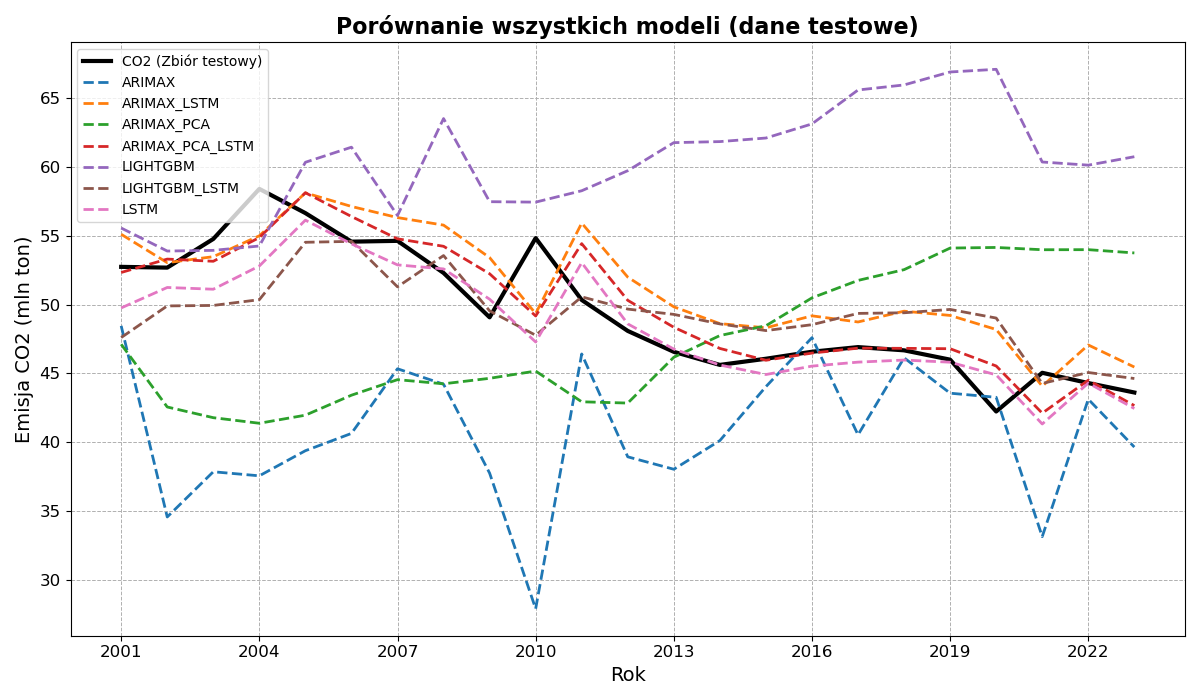 Porównanie wszystkich modeli (dane testowe)
CO2 (Zbiór testowy)
ARIMAX
ARIMAX_LSTM
ARIMAX_PCA
ARIMAX_PCA_LSTM
LIGHTGBM
LIGHTGBM_LSTM
LSTM
Emisja CO2 (mln ton)
65
60
55
50
45
40
35
30
2001 2004 2007 2010 2013 2016 2019 2022
Rok